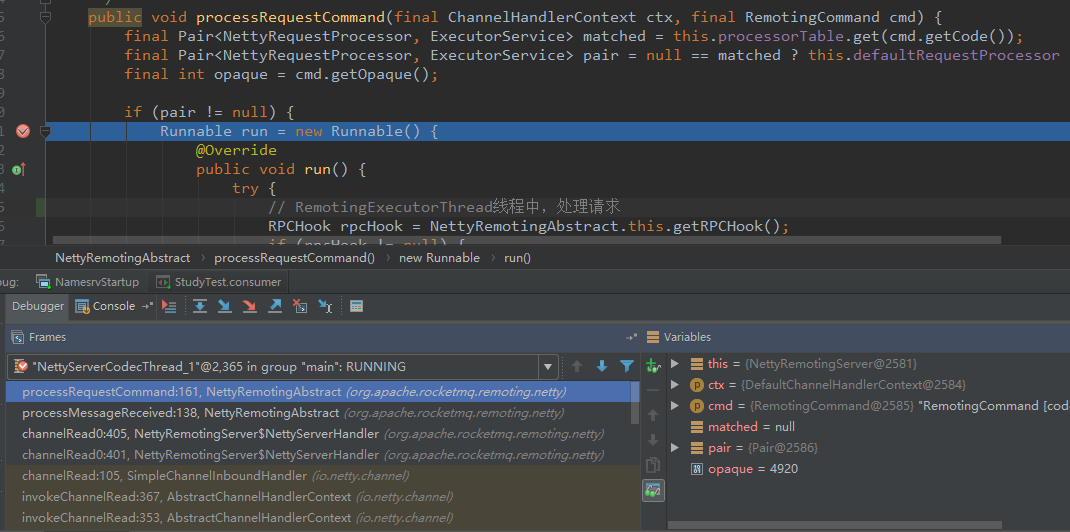 public void processRequestCommand(final ChannelHandlerContext ctx, final RemotingCommand cmd) {
final Pair<NettyRequestProcessor, ExecutorService> matched = this.processorTable.get(cmd.getCode());
final Pair<NettyRequestProcessor, ExecutorService> pair = null == matched ? this.defaultRequestProcessor
final int opaque = cmd.getOpaque();
if (pair != null) {
Runnable run = new Runnable() {
@Override
public void run() {
try {
// RemotingExecutorThread线程中，处理请求
RPCHook rpcHook = NettyRemotingAbstract.this.getRPCHook();
if (rpcHook != null) {
NettyRemotingAbstract › processRequestCommand() › new Runnable › run()
ug: NamesrvStartup StudyTest.consumer
Debugger Console
Frames
"NettyServerCodecThread_1"@2,365 in group "main": RUNNING
processRequestCommand:161, NettyRemotingAbstract (org.apache.rocketmq.remoting.netty)
processMessageReceived:138, NettyRemotingAbstract (org.apache.rocketmq.remoting.netty)
channelRead0:405, NettyRemotingServer$NettyServerHandler (org.apache.rocketmq.remoting.netty)
channelRead0:401, NettyRemotingServer$NettyServerHandler (org.apache.rocketmq.remoting.netty)
channelRead:105, SimpleChannelInboundHandler (io.netty.channel)
invokeChannelRead:367, AbstractChannelHandlerContext (io.netty.channel)
invokeChannelRead:353, AbstractChannelHandlerContext (io.netty.channel)
Variables
this = {NettyRemotingServer@2581}
ctx = {DefaultChannelHandlerContext@2584}
cmd = {RemotingCommand@2585} "RemotingCommand [cod
matched = null
pair = {Pair@2586}
opaque = 4920